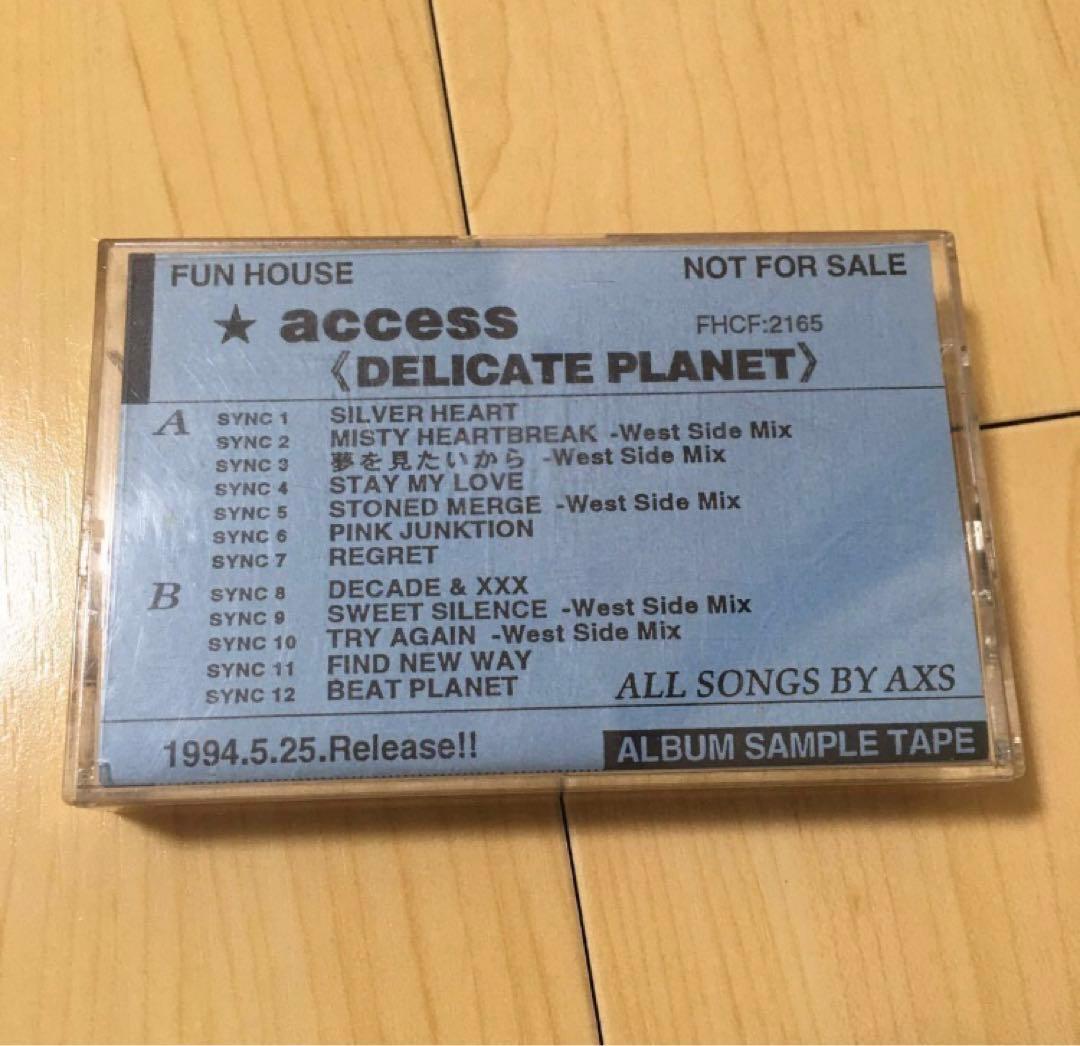 FUN HOUSE NOT FOR SALE
★ access FHCF:2165
《DELICATE PLANET》
A SYNC 1 SILVER HEART
SYNC 2 MISTY HEARTBREAK -West Side Mix
SYNC 3 夢を見たいから -West Side Mix
SYNC 4 STAY MY LOVE
SYNC 5 STONED MERGE -West Side Mix
SYNC 6 PINK JUNKTION
SYNC 7 REGRET
B SYNC 8 DECADE & XXX
SYNC 9 SWEET SILENCE -West Side Mix
SYNC 10 TRY AGAIN -West Side Mix
SYNC 11 FIND NEW WAY
SYNC 12 BEAT PLANET ALL SONGS BY AXS
1994.5.25.Release!! ALBUM SAMPLE TAPE